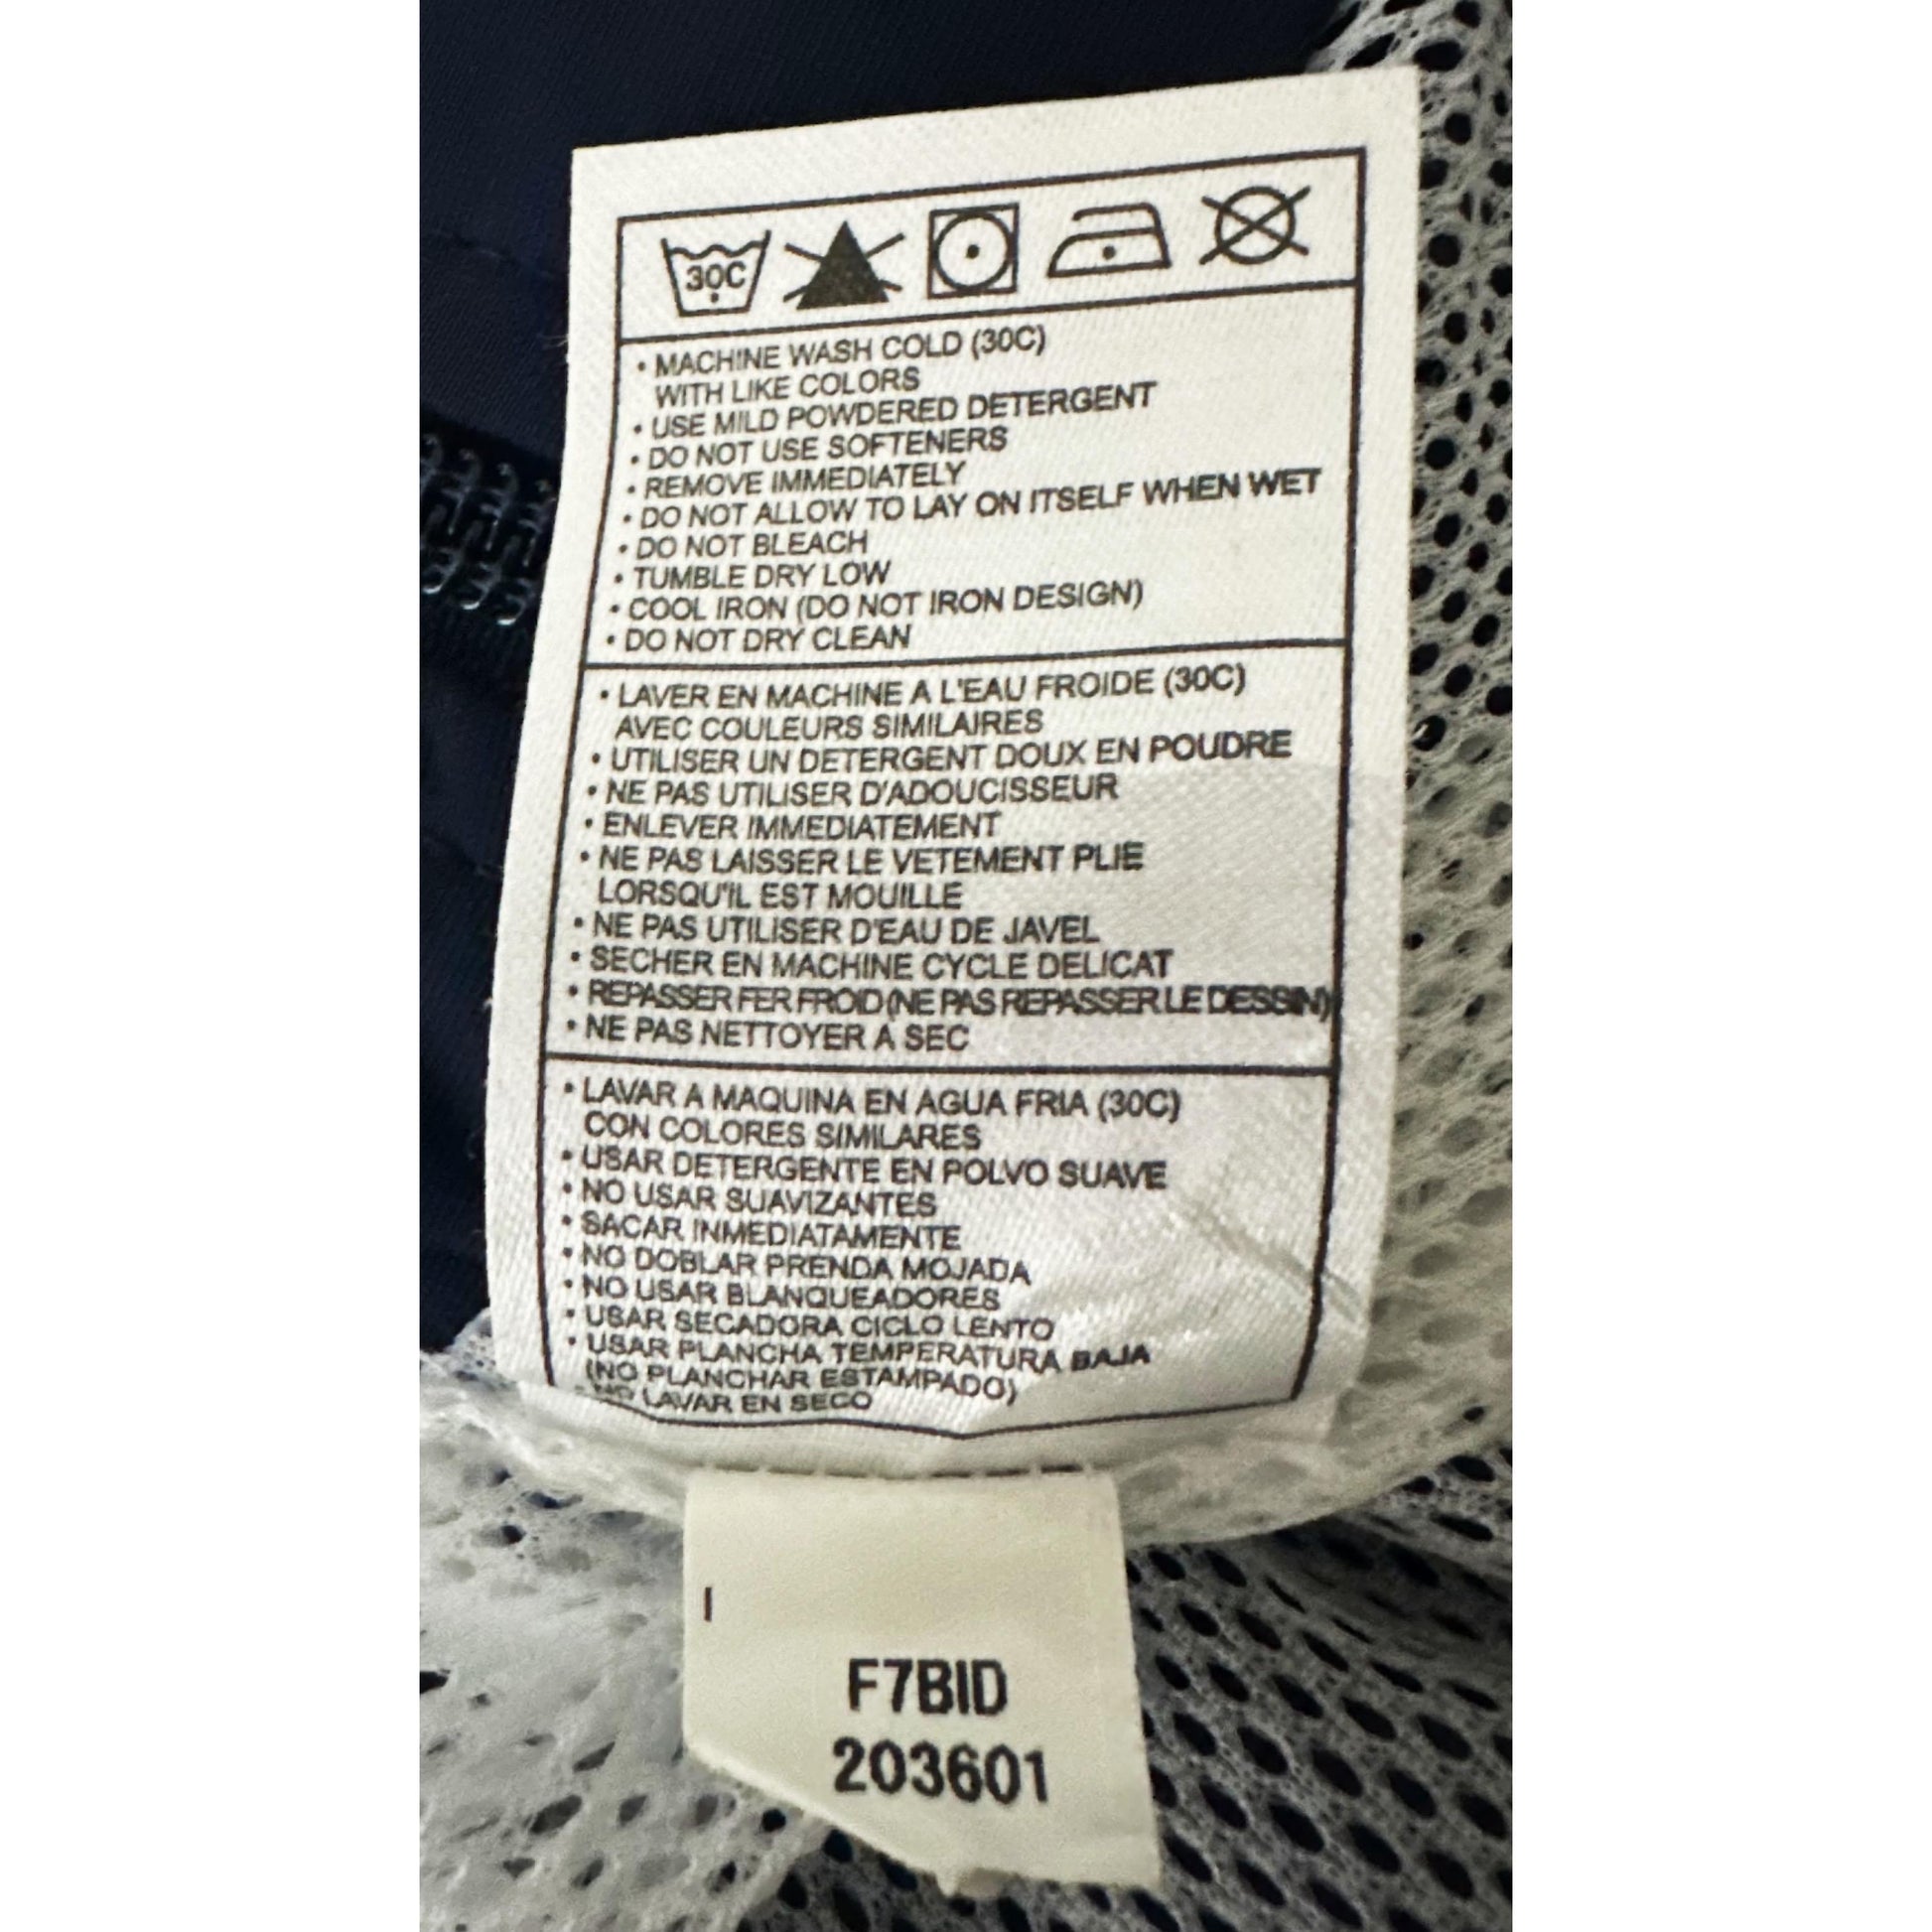 30C
• MACHINE WASH COLD (30C)
WITH LIKE COLORS
• USE MILD POWDERED DETERGENT
• DO NOT USE SOFTENERS
• REMOVE IMMEDIATELY
• DO NOT ALLOW TO LAY ON ITSELF WHEN WET
• DO NOT BLEACH
• TUMBLE DRY LOW
• COOL IRON (DO NOT IRON DESIGN)
• DO NOT DRY CLEAN
• LAVER EN MACHINE A L'EAU FROIDE (30C)
AVEC COULEURS SIMILAIRES
• UTILISER UN DETERGENT DOUX EN POUDRE
• NE PAS UTILISER D'ADOUCISSEUR
• ENLEVER IMMEDIATEMENT
• NE PAS LAISSER LE VETEMENT PLIE
LORSQU'IL EST MOUILLE
• NE PAS UTILISER D'EAU DE JAVEL
• SECHER EN MACHINE CYCLE DELICAT
• REPASSER FER FROID (NE PAS REPASSER LE DESSIN)
• NE PAS NETTOYER A SEC
• LAVAR A MAQUINA EN AGUA FRIA (30C)
CON COLORES SIMILARES
• USAR DETERGENTE EN POLVO SUAVE
• NO USAR SUAVIZANTES
• SACAR INMEDIATAMENTE
• NO DOBLAR PRENDA MOJADA
• NO USAR BLANQUEADORES
• USAR SECADORA CICLO LENTO
• USAR PLANCHA TEMPERATURA BAJA
(NO PLANCHAR ESTAMPADO)
• NO LAVAR EN SECO
F7BID
203601